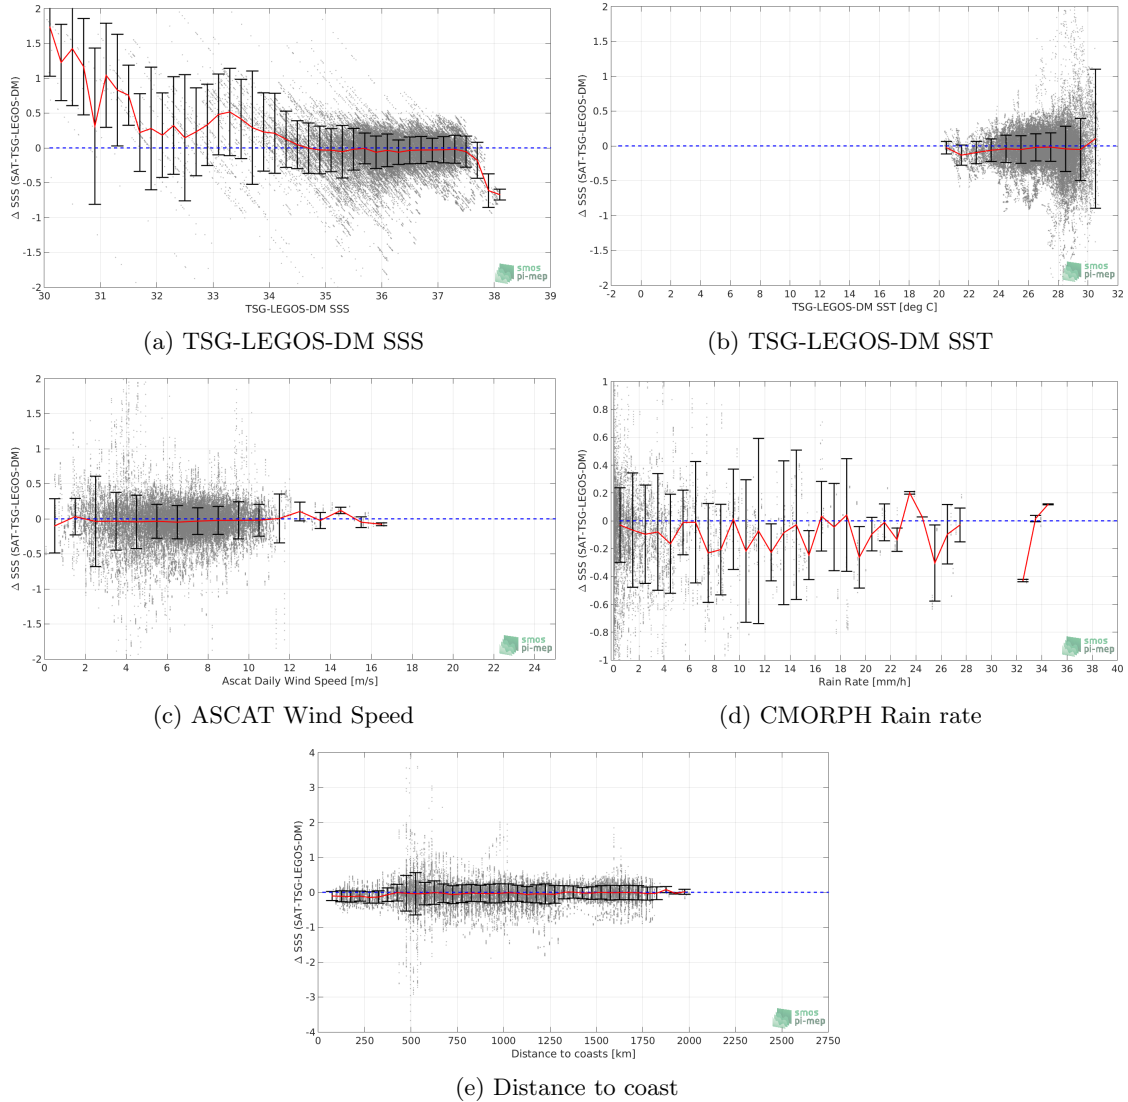 2
1.5
1
0.5
0
-0.5
-1
-1.5
-2
Δ SSS (SAT-TSG-LEGOS-DM)
30 31 32 33 34 35 36 37 38 39
TSG-LEGOS-DM SSS
smos
pi-mep
(a) TSG-LEGOS-DM SSS
2
1.5
1
0.5
0
-0.5
-1
-1.5
-2
Δ SSS (SAT-TSG-LEGOS-DM)
-2 0 2 4 6 8 10 12 14 16 18 20 22 24 26 28 30 32
TSG-LEGOS-DM SST [deg C]
smos
pi-mep
(b) TSG-LEGOS-DM SST
2
1.5
1
0.5
0
-0.5
-1
-1.5
-2
Δ SSS (SAT-TSG-LEGOS-DM)
0 2 4 6 8 10 12 14 16 18 20 22 24
Ascat Daily Wind Speed [m/s]
smos
pi-mep
(c) ASCAT Wind Speed
1
0.8
0.6
0.4
0.2
0
-0.2
-0.4
-0.6
-0.8
-1
Δ SSS (SAT-TSG-LEGOS-DM)
0 2 4 6 8 10 12 14 16 18 20 22 24 26 28 30 32 34 36 38 40
Rain Rate [mm/h]
smos
pi-mep
(d) CMORPH Rain rate
4
3
2
1
0
-1
-2
-3
-4
Δ SSS (SAT-TSG-LEGOS-DM)
0 250 500 750 1000 1250 1500 1750 2000 2250 2500 2750
Distance to coasts [km]
smos
pi-mep
(e) Distance to coast